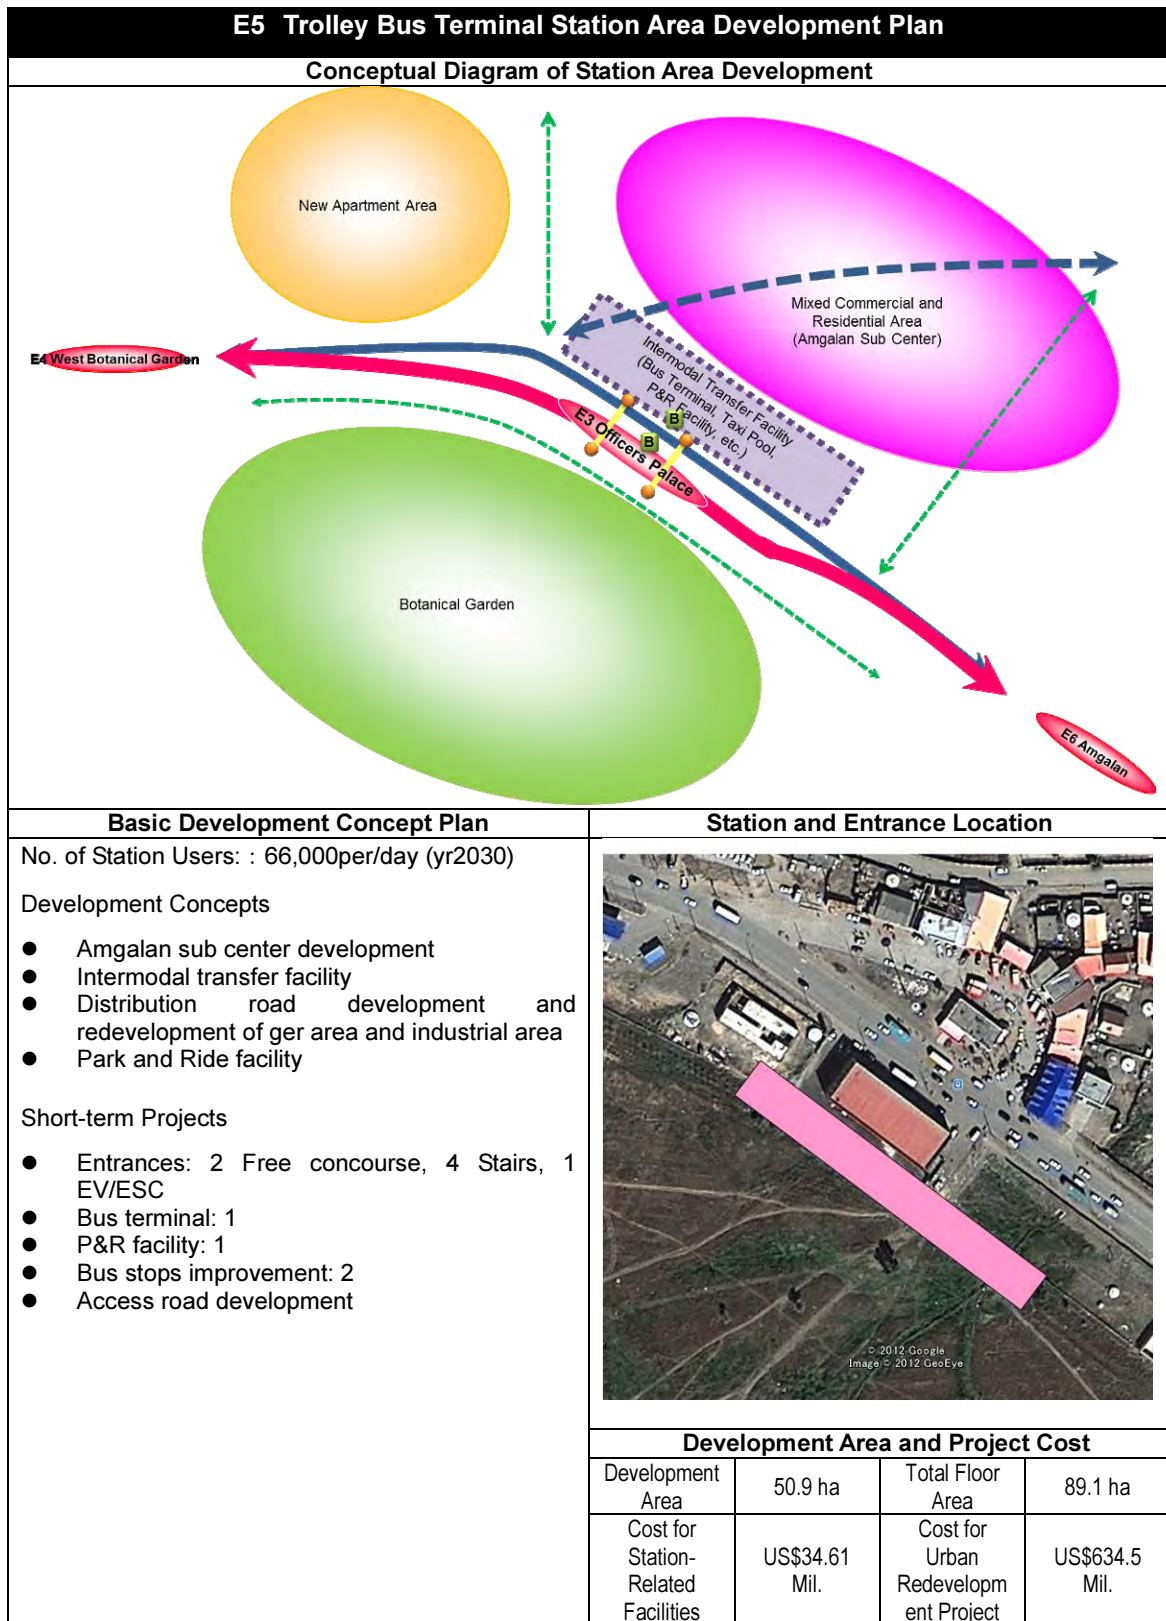 E5 Trolley Bus Terminal Station Area Development Plan
Conceptual Diagram of Station Area Development
New Apartment Area
Mixed Commercial and
Residential Area
(Amgalan Sub Center)
Intermodal Transfer Facility
(Bus Terminal, Taxi Pool,
P&R Facility, etc.)
E4 West Botanical Garden
B
B
E3 Officers Palace
Botanical Garden
E6 Amgalan
Basic Development Concept Plan
No. of Station Users: : 66,000per/day (yr2030)
Development Concepts
● Amgalan sub center development
● Intermodal transfer facility
● Distribution road development and
redevelopment of ger area and industrial area
● Park and Ride facility
Short-term Projects
● Entrances: 2 Free concourse, 4 Stairs, 1
EV/ESC
● Bus terminal: 1
● P&R facility: 1
● Bus stops improvement: 2
● Access road development
Station and Entrance Location
© 2012 Google
Image © 2012 GeoEye
Development Area and Project Cost
Development
Area
50.9 ha
Total Floor
Area
89.1 ha
Cost for
Station-
Related
Facilities
US$34.61
Mil.
Cost for
Urban
Redevelopm
ent Project
US$634.5
Mil.